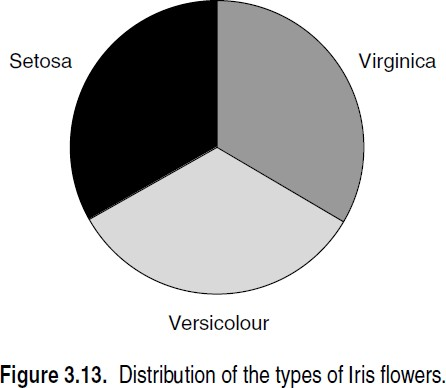 Setosa
Virginica
Versicolour
Figure 3.13. Distribution of the types of Iris flowers.